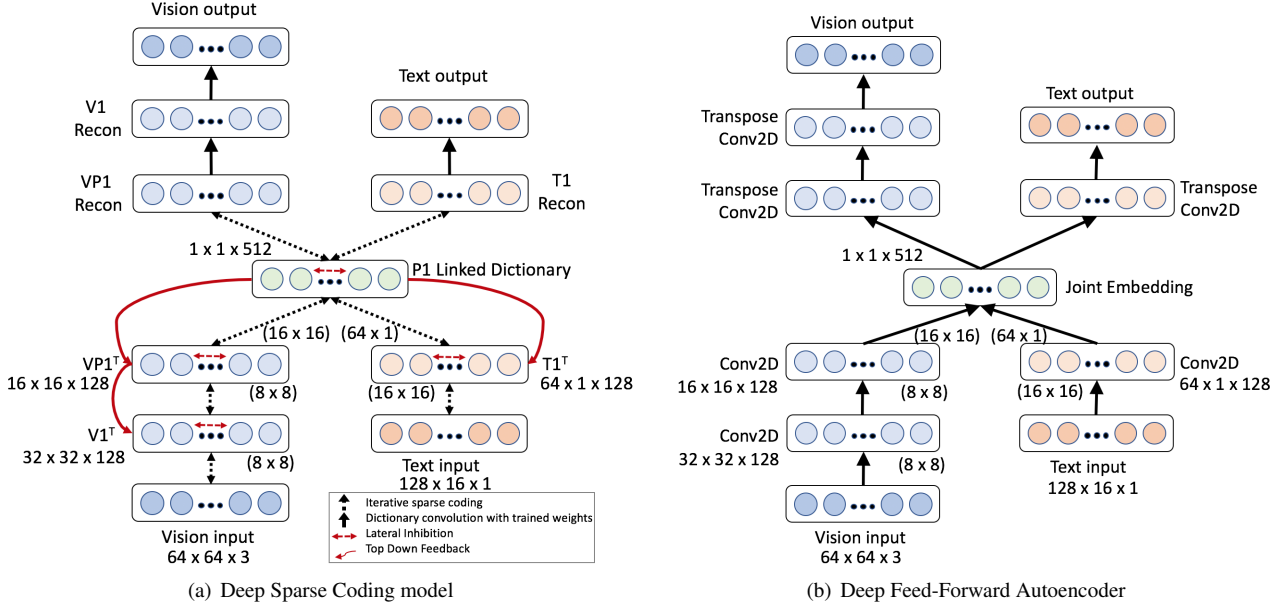 Vision output
V1
Recon
Text output
VP1
Recon
T1
Recon
1 x 1 x 512
P1 Linked Dictionary
(16 x 16)
(64 x 1)
VP1ᵀ
16 x 16 x 128
(8 x 8)
(16 x 16)
T1ᵀ
64 x 1 x 128
V1ᵀ
32 x 32 x 128
(8 x 8)
Text input
128 x 16 x 1
Vision input
64 x 64 x 3
Iterative sparse coding
Dictionary convolution with trained weights
Lateral Inhibition
Top Down Feedback
(a) Deep Sparse Coding model
Vision output
Transpose
Conv2D
Text output
Transpose
Conv2D
Transpose
Conv2D
1 x 1 x 512
Joint Embedding
(16 x 16)
(64 x 1)
Conv2D
16 x 16 x 128
(8 x 8)
(16 x 16)
Conv2D
64 x 1 x 128
Conv2D
32 x 32 x 128
(8 x 8)
Text input
128 x 16 x 1
Vision input
64 x 64 x 3
(b) Deep Feed-Forward Autoencoder